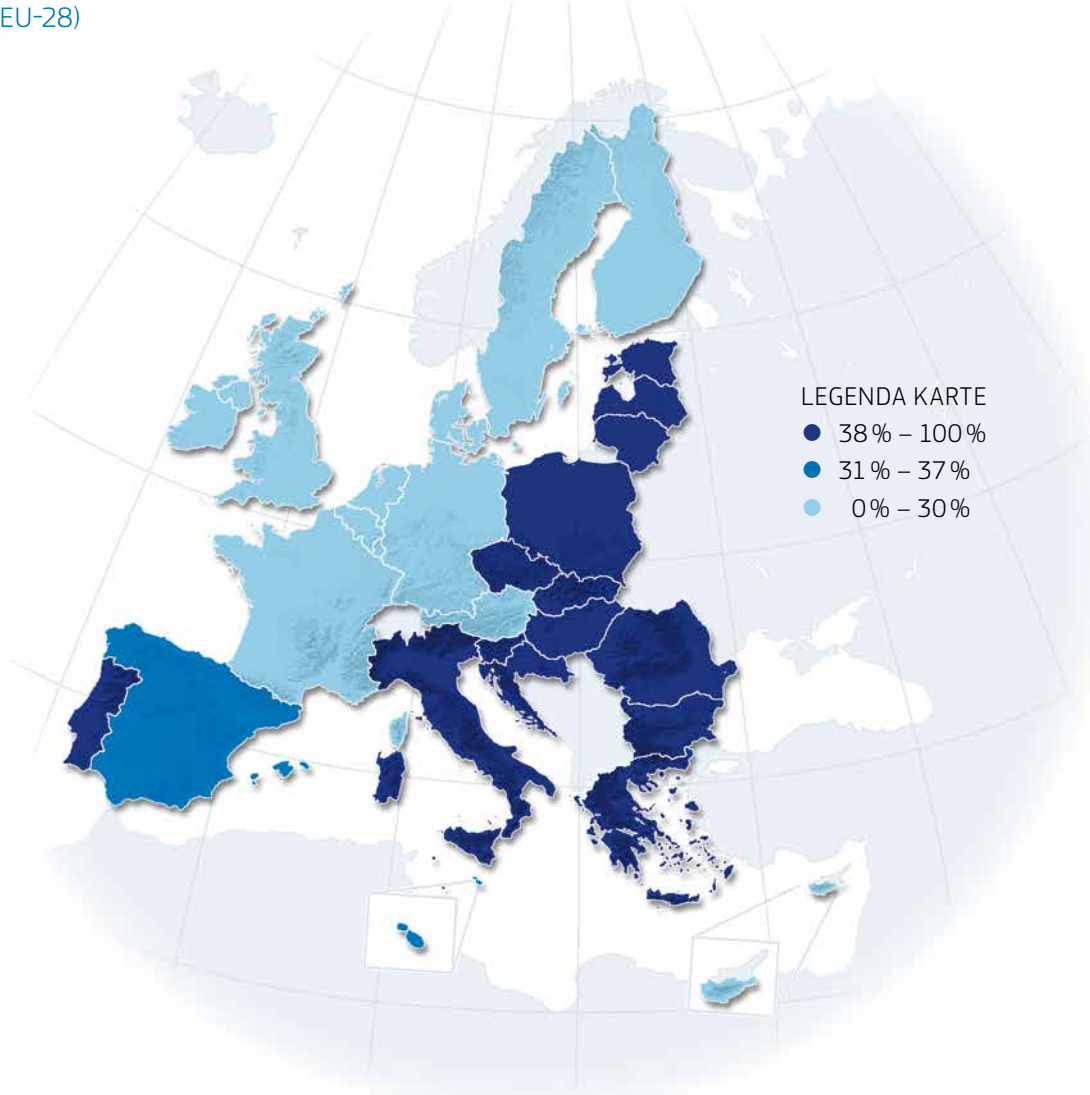 EU-28)
LEGENDA KARTE
38 % – 100 %
31 % – 37 %
0 % – 30 %